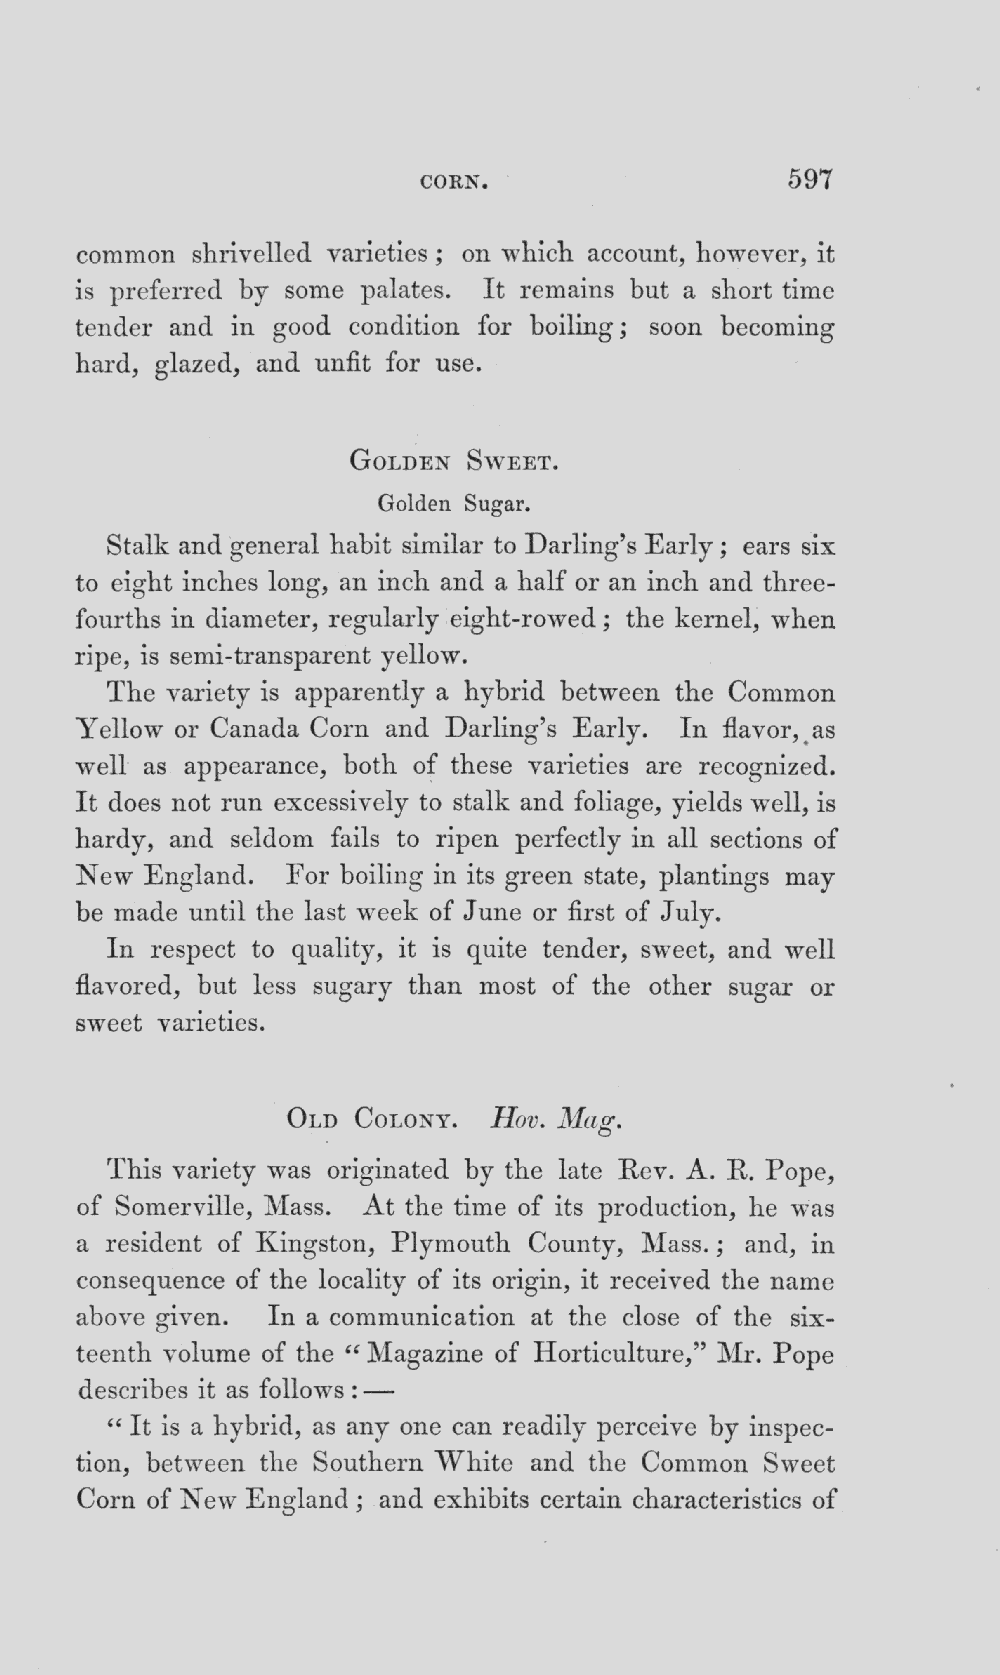 CORN. 597
common shrivelled varieties; on which account, however, it
is preferred by some palates. It remains but a short time
tender and in good condition for boiling; soon becoming
hard, glazed, and unfit for use.
GOLDEN SWEET.
Golden Sugar.
Stalk and general habit similar to Darling's Early; ears six
to eight inches long, an inch and a half or an inch and three-
fourths in diameter, regularly eight-rowed; the kernel, when
ripe, is semi-transparent yellow.
The variety is apparently a hybrid between the Common
Yellow or Canada Corn and Darling's Early. In flavor, as
well as appearance, both of these varieties are recognized.
It does not run excessively to stalk and foliage, yields well, is
hardy, and seldom fails to ripen perfectly in all sections of
New England. For boiling in its green state, plantings may
be made until the last week of June or first of July.
In respect to quality, it is quite tender, sweet, and well
flavored, but less sugary than most of the other sugar or
sweet varieties.
OLD COLONY. Hov. Mag.
This variety was originated by the late Rev. A. R. Pope,
of Somerville, Mass. At the time of its production, he was
a resident of Kingston, Plymouth County, Mass.; and, in
consequence of the locality of its origin, it received the name
above given. In a communication at the close of the six-
teenth volume of the "Magazine of Horticulture," Mr. Pope
describes it as follows:—
"It is a hybrid, as any one can readily perceive by inspec-
tion, between the Southern White and the Common Sweet
Corn of New England; and exhibits certain characteristics of